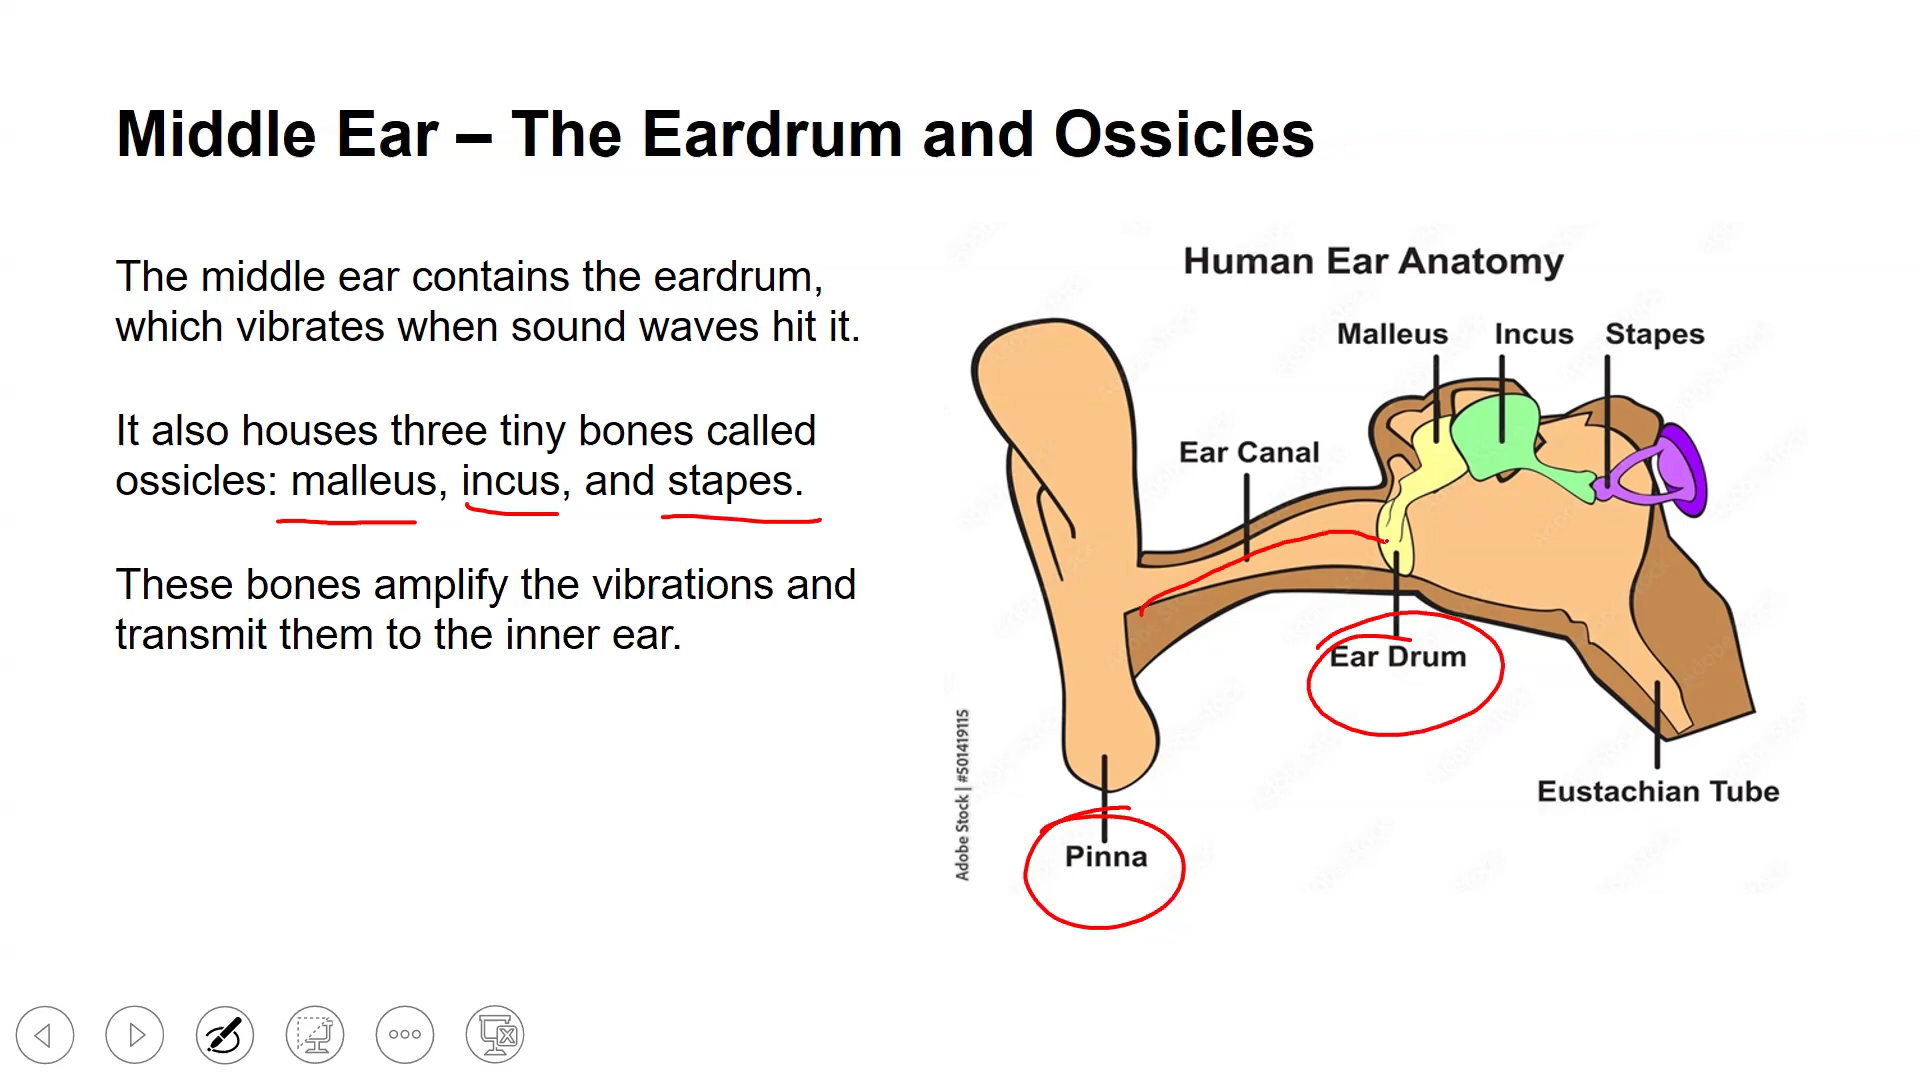 Middle Ear – The Eardrum and Ossicles
The middle ear contains the eardrum,
which vibrates when sound waves hit it.
It also houses three tiny bones called
ossicles: malleus, incus, and stapes.
These bones amplify the vibrations and
transmit them to the inner ear.
Human Ear Anatomy
Malleus Incus Stapes
Ear Canal
Ear Drum
Eustachian Tube
Pinna
Adobe Stock | #501419115